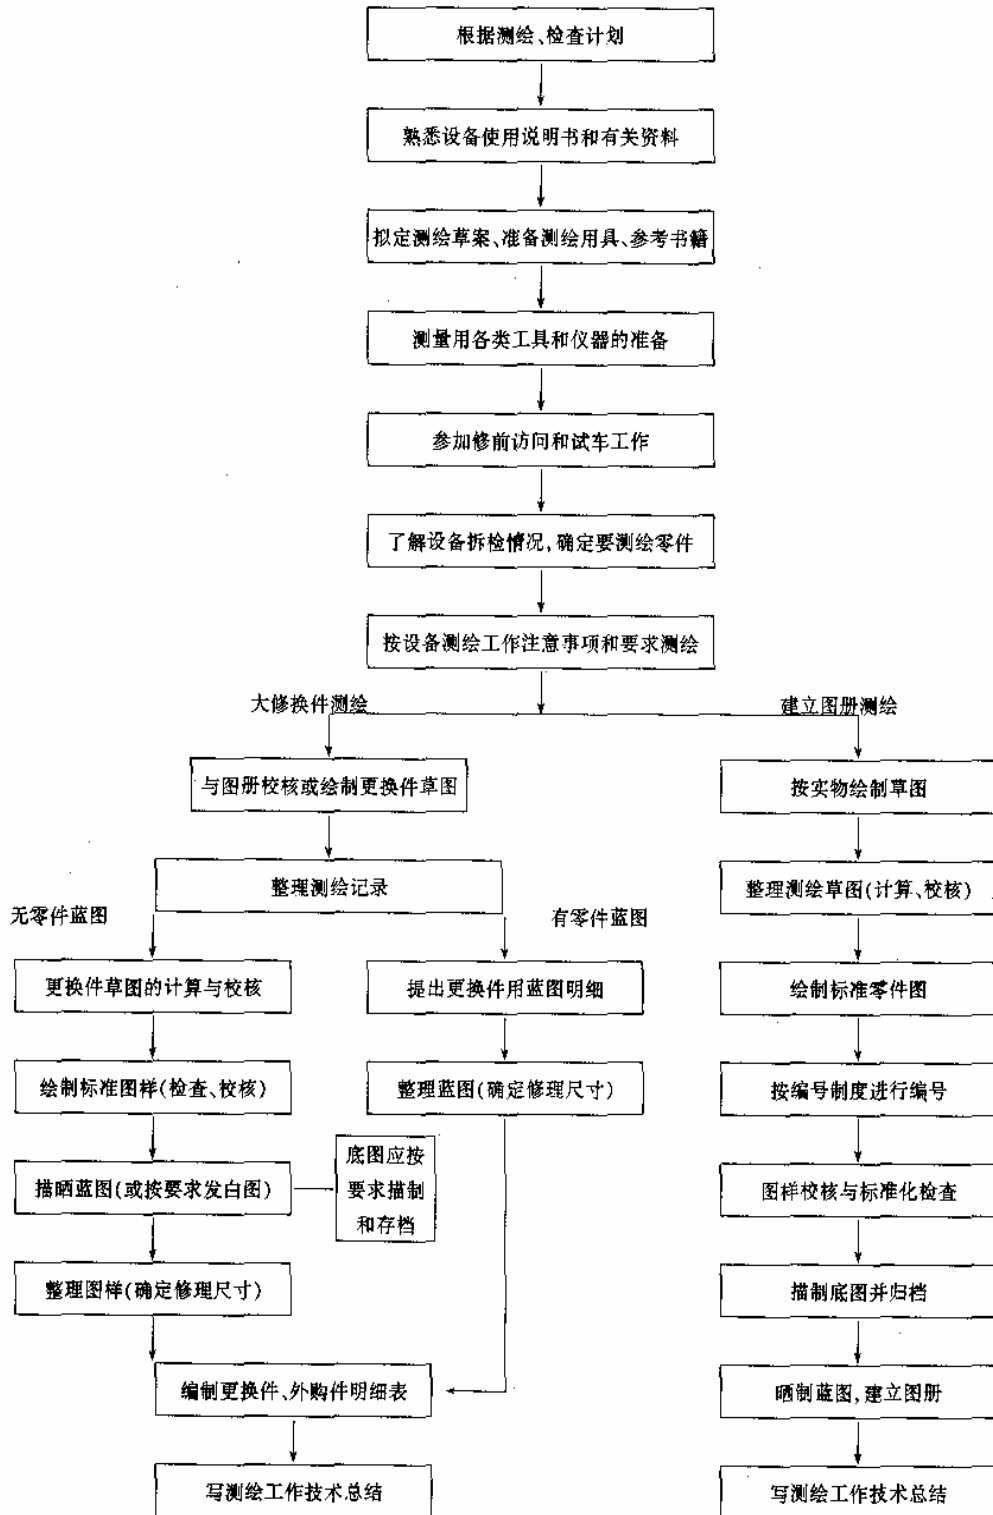 根据测绘、检查计划
熟悉设备使用说明书和有关资料
拟定测绘草案、准备测绘用具、参考书籍
测量用各类工具和仪器的准备
参加修前访问和试车工作
了解设备拆检情况,确定要测绘零件
按设备测绘工作注意事项和要求测绘
大修换件测绘
建立图册测绘
与图册校核或绘制更换件草图
按实物绘制草图
整理测绘记录
整理测绘草图(计算、校核)
无零件蓝图
有零件蓝图
更换件草图的计算与校核
提出更换件用蓝图明细
绘制标准零件图
绘制标准图样(检查、校核)
整理蓝图(确定修理尺寸)
按编号制度进行编号
描晒蓝图(或按要求发白图)
底图应按
要求描制
和存档
图样校核与标准化检查
整理图样(确定修理尺寸)
描制底图并归档
编制更换件、外购件明细表
晒制蓝图,建立图册
写测绘工作技术总结
写测绘工作技术总结